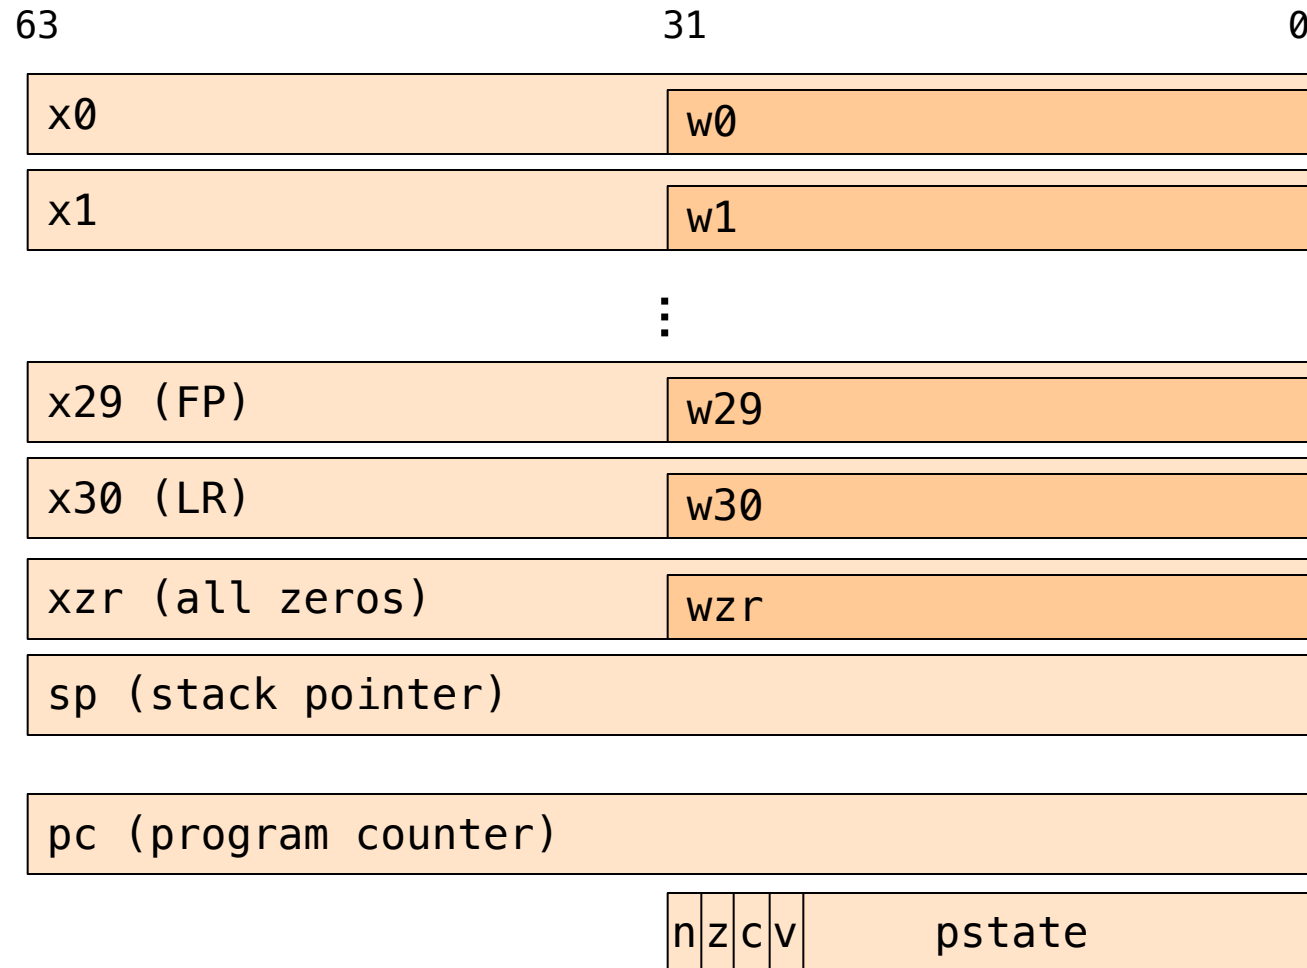 63 31 0
x0 w0
x1 w1
⋮
x29 (FP) w29
x30 (LR) w30
xzr (all zeros) wzr
sp (stack pointer)
pc (program counter)
n z c v pstate